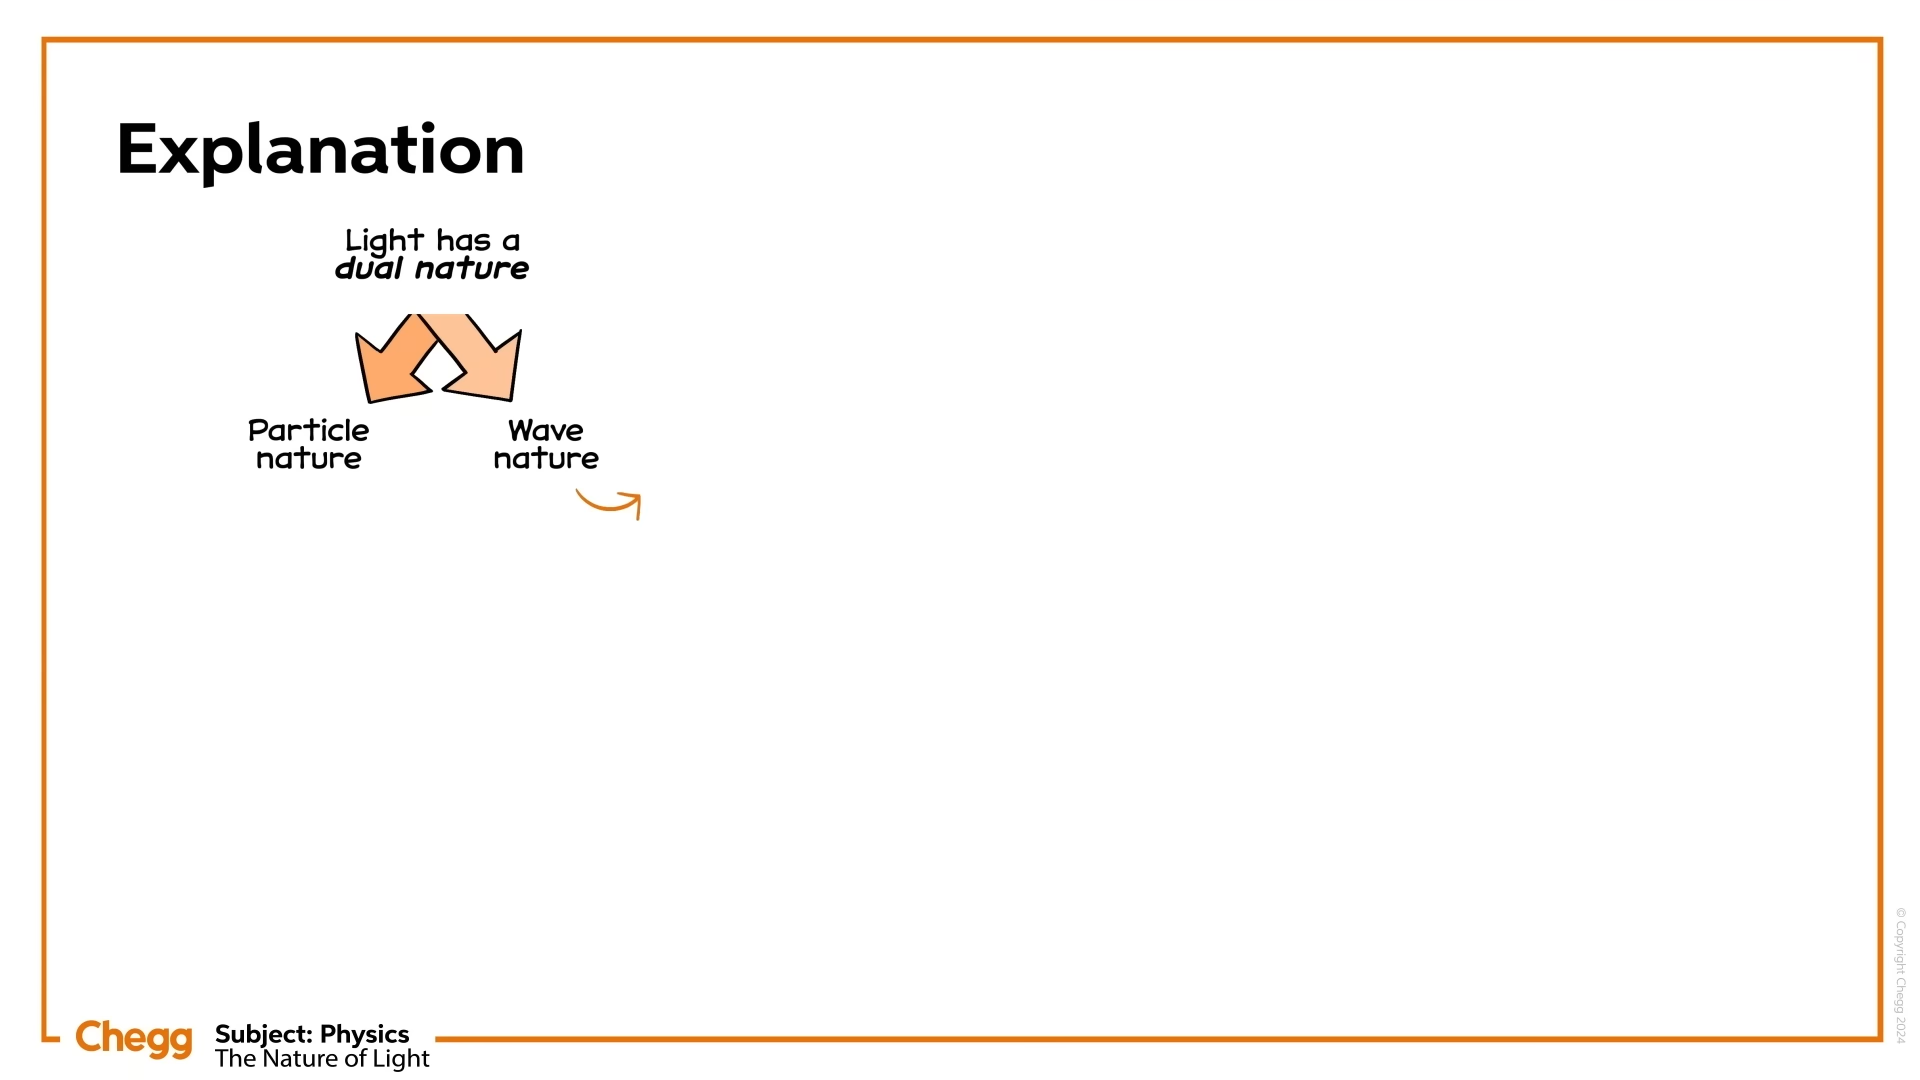 Explanation
Light has a
dual nature
Particle
nature
Wave
nature
Chegg
Subject: Physics
The Nature of Light
© Copyright Chegg 2024